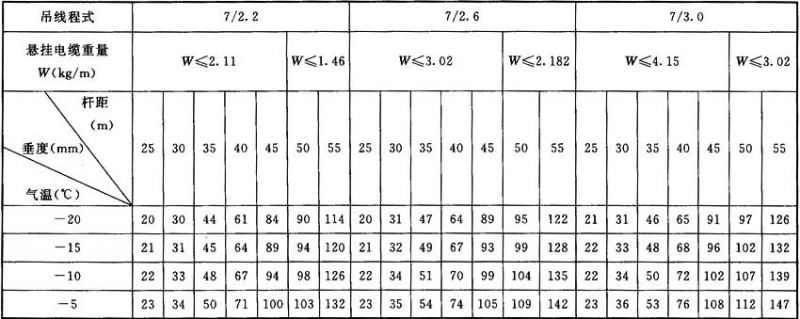 吊线程式 7/2.2 7/2.6 7/3.0
悬挂电缆重量
W(kg/m)
W≤2.11 W≤1.46 W≤3.02 W≤2.182 W≤4.15 W≤3.02
杆距
(m)
垂度(mm)
气温(℃)
25 30 35 40 45 50 55 25 30 35 40 45 50 55 25 30 35 40 45 50 55
-20 20 30 44 61 84 90 114 20 31 47 64 89 95 122 21 31 46 65 91 97 126
-15 21 31 45 64 89 94 120 21 32 49 67 93 99 128 22 33 48 68 96 102 132
-10 22 33 48 67 94 98 126 22 34 51 70 99 104 135 22 34 50 72 102 107 139
-5 23 34 50 71 100 103 132 23 35 54 74 105 109 142 23 36 53 76 108 112 147